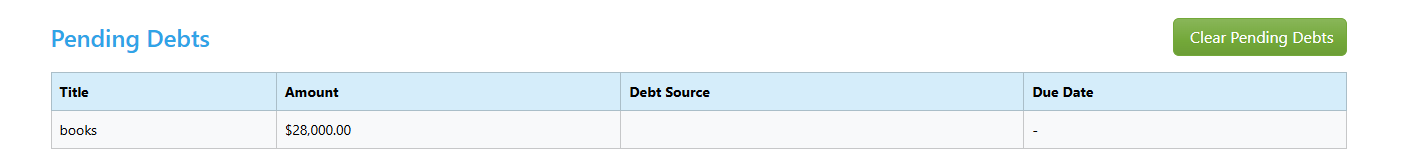 Pending Debts
Clear Pending Debts
Title Amount Debt Source Due Date
books $28,000.00 -